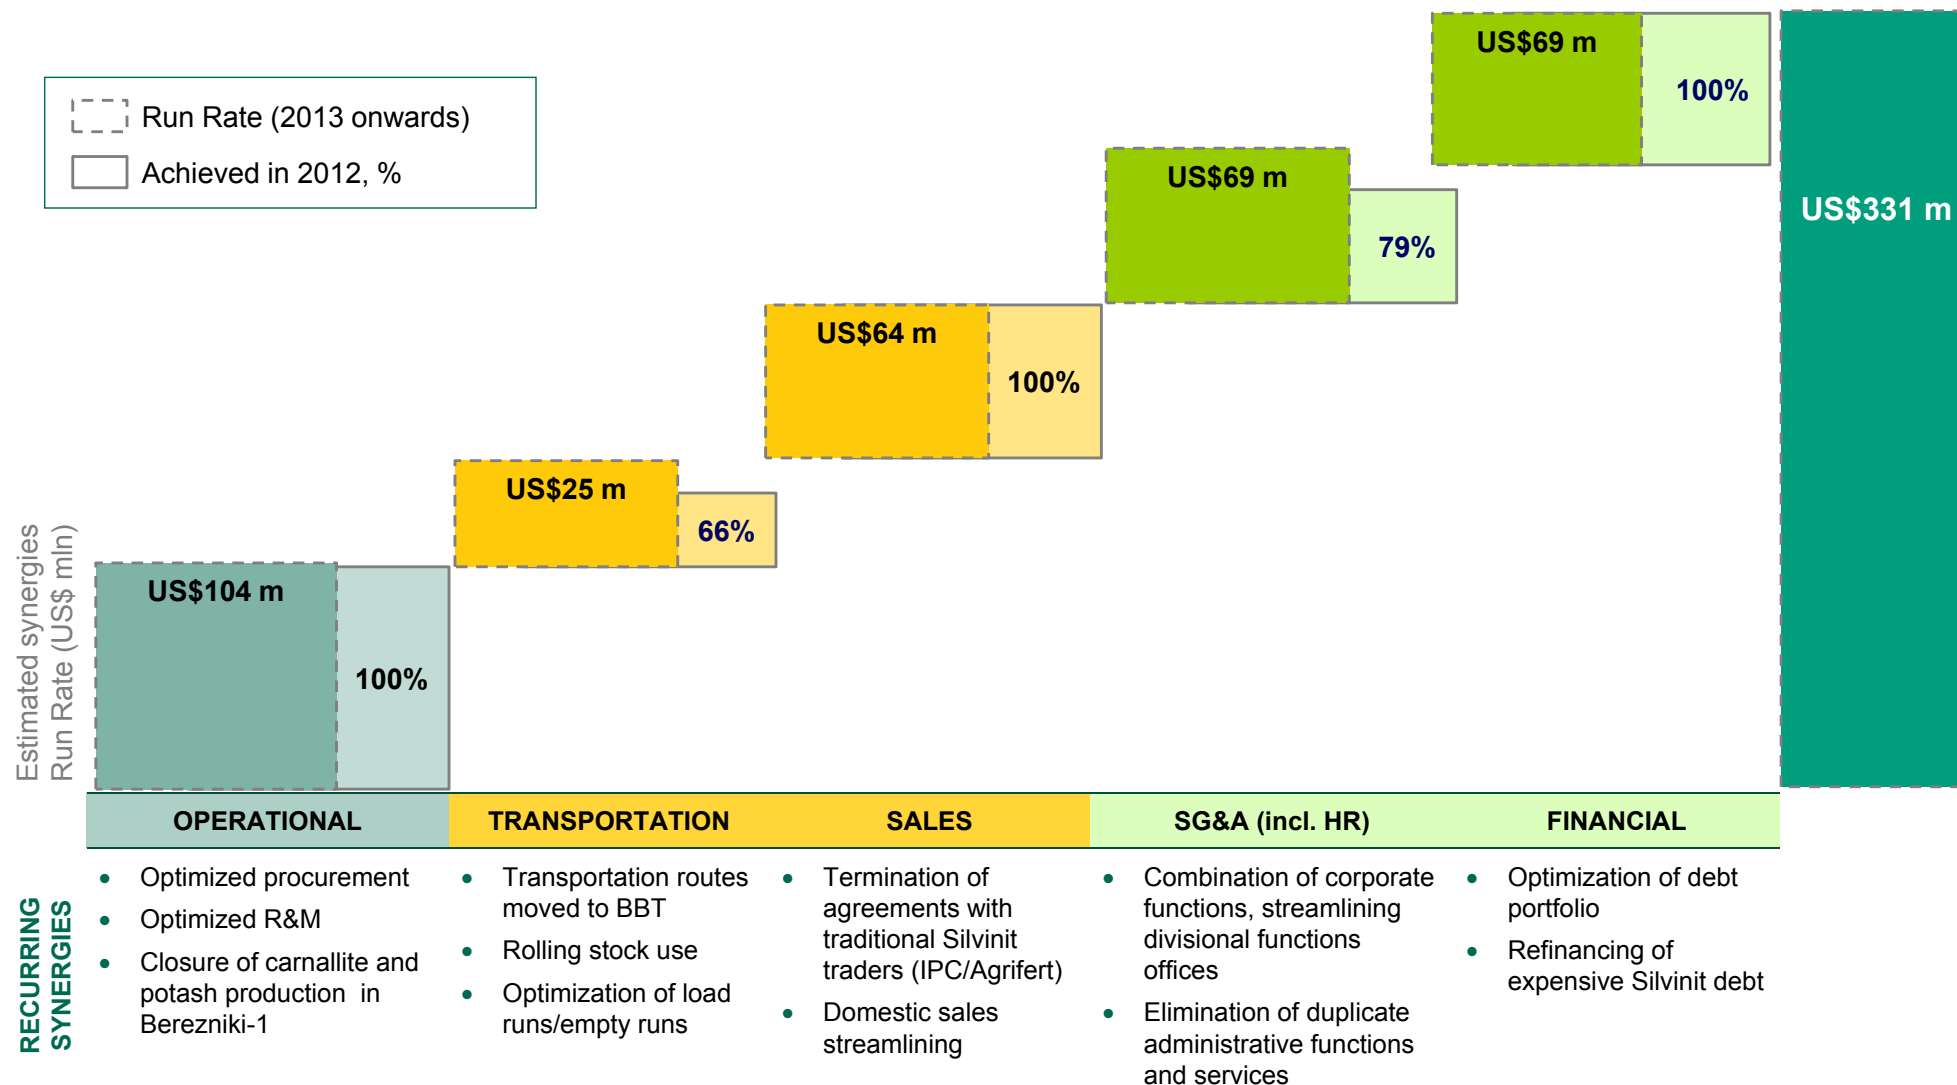 Run Rate (2013 onwards)
Achieved in 2012, %
US$69 m
100%
US$69 m
79%
US$331 m
US$64 m
100%
US$25 m
66%
US$104 m
100%
Estimated synergies
Run Rate (US$ mln)
OPERATIONAL
TRANSPORTATION
SALES
SG&A (incl. HR)
FINANCIAL
RECURRING
SYNERGIES
• Optimized procurement
• Optimized R&M
• Closure of carnallite and
potash production in
Berezniki-1
• Transportation routes
moved to BBT
• Rolling stock use
• Optimization of load
runs/empty runs
• Termination of
agreements with
traditional Silvinit
traders (IPC/Agrifert)
• Domestic sales
streamlining
• Combination of corporate
functions, streamlining
divisional functions
offices
• Elimination of duplicate
administrative functions
and services
• Optimization of debt
portfolio
• Refinancing of
expensive Silvinit debt